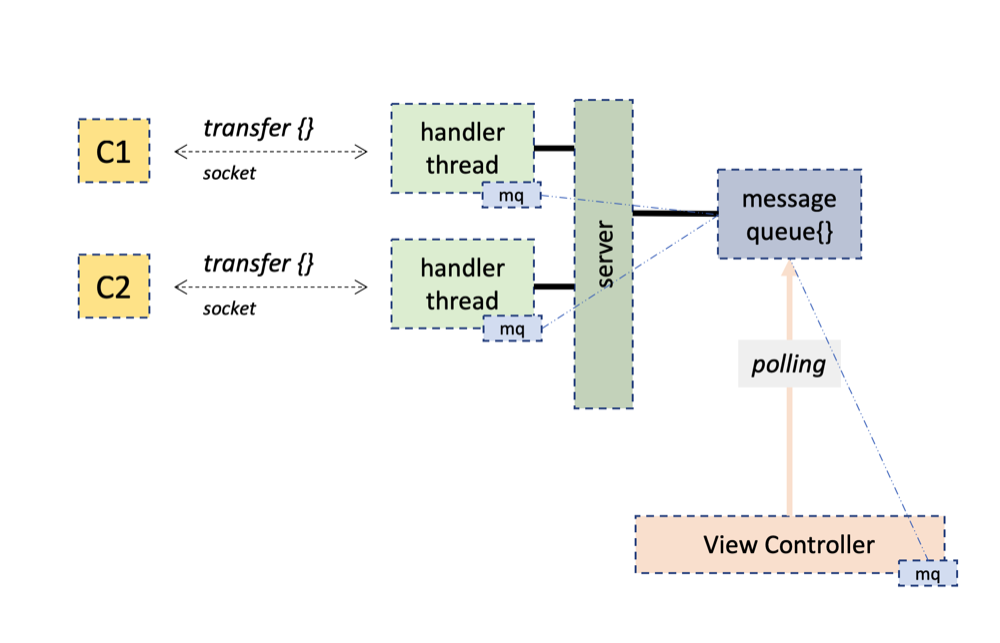 C1
transfer {}
socket
handler
thread
mq
server
message
queue{}
C2
transfer {}
socket
handler
thread
mq
polling
View Controller
mq